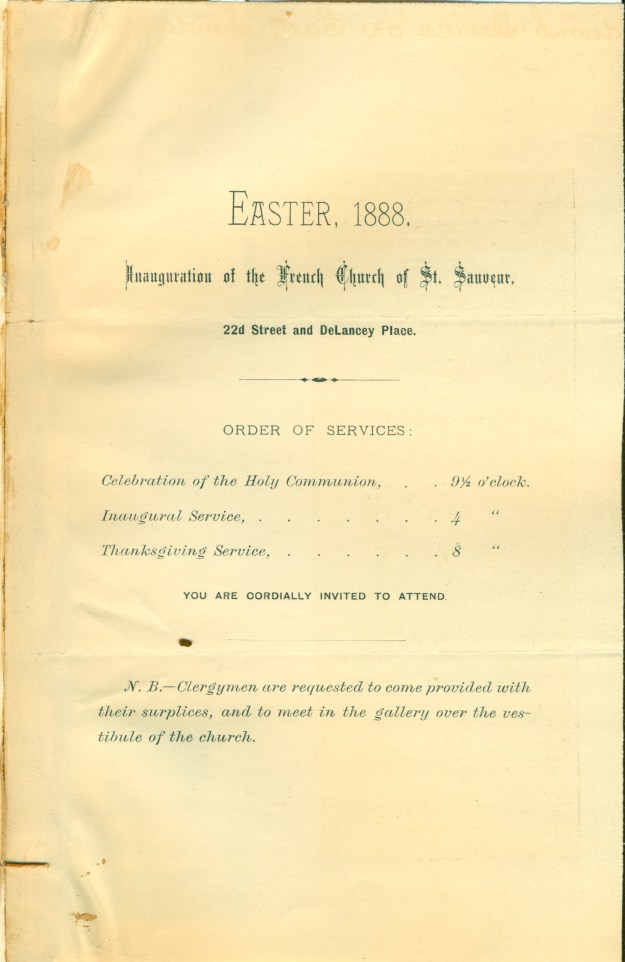 EASTER, 1888.
Inauguration of the French Church of St. Sauveur,
22d Street and DeLancey Place.
ORDER OF SERVICES:
Celebration of the Holy Communion, . . 9½ o'clock.
Inaugural Service, . . . . . . . 4 “
Thanksgiving Service, . . . . . . 8 “
YOU ARE CORDIALLY INVITED TO ATTEND.
N. B.—Clergymen are requested to come provided with
their surplices, and to meet in the gallery over the ves-
tibule of the church.